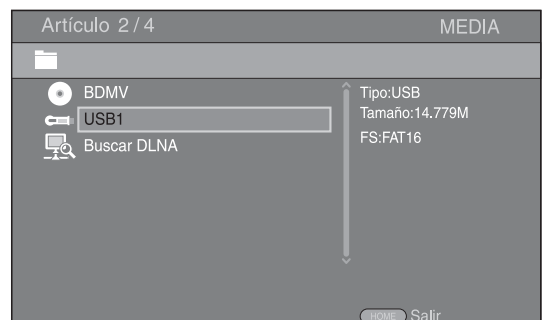 Artículo 2/4 MEDIA
BDMV
USB1
Buscar DLNA
Tipo:USB
Tamaño:14.779M
FS:FAT16
HOME Salir